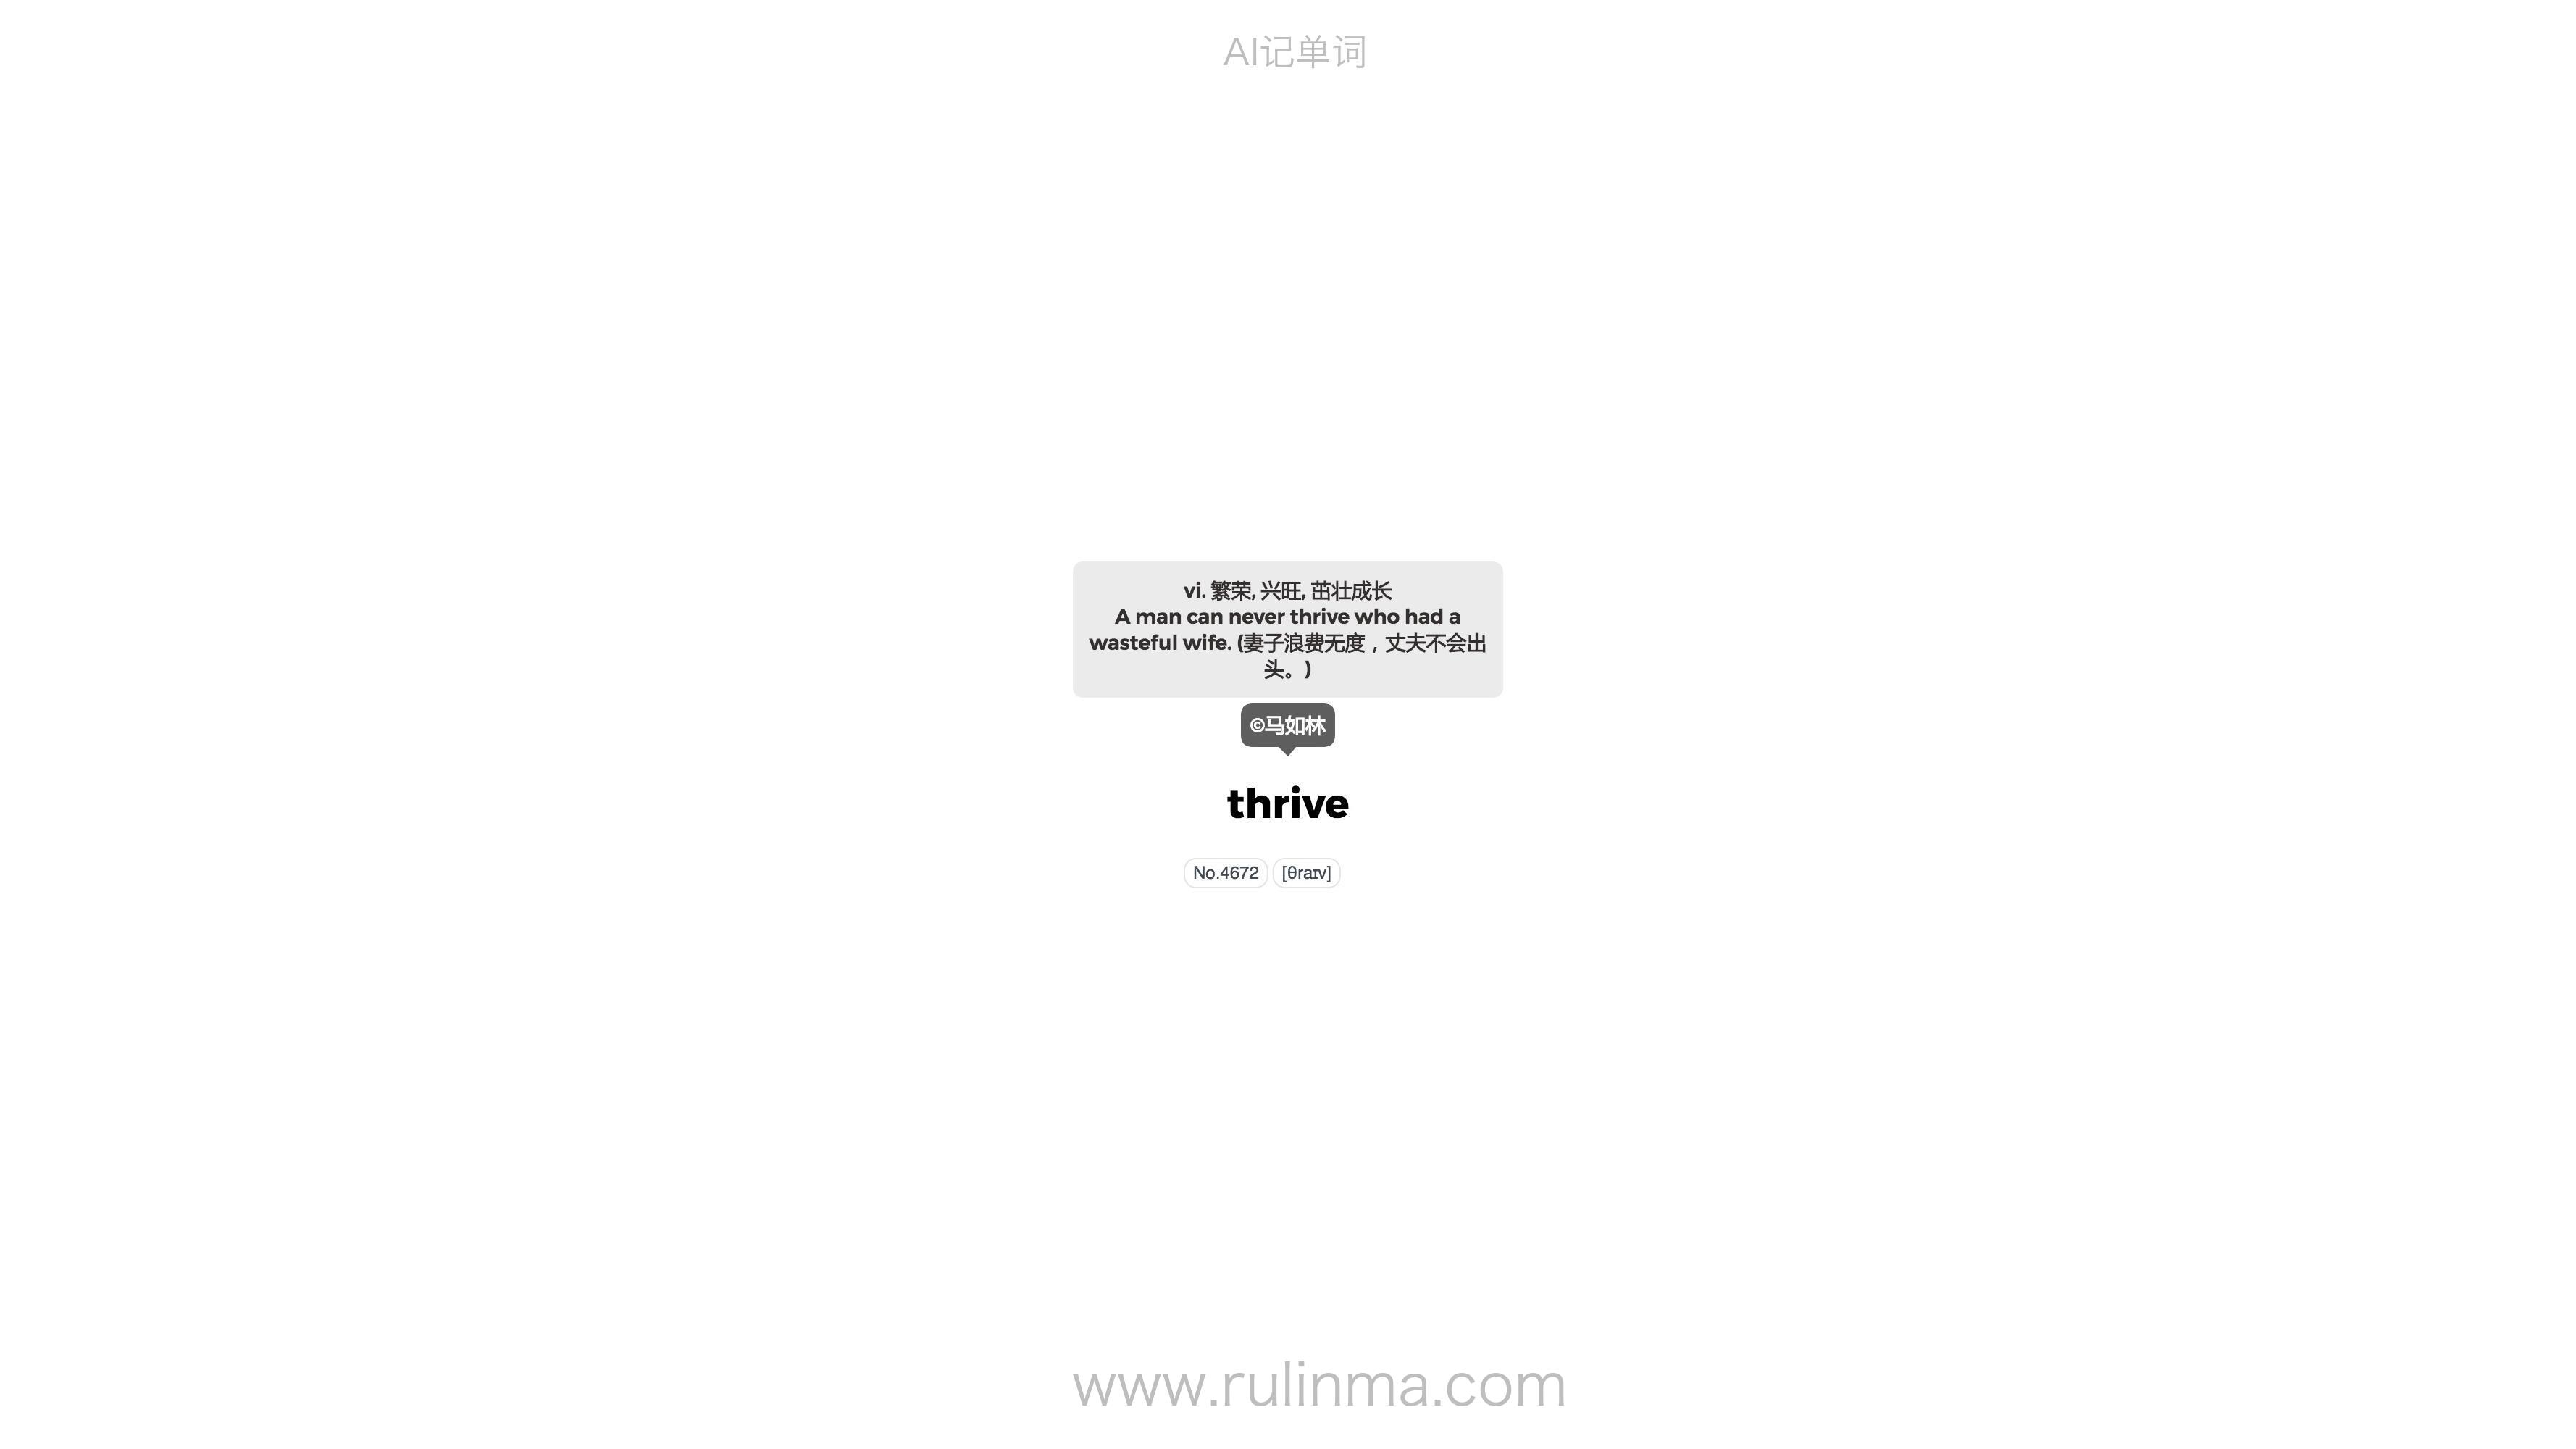 AI记单词
vi. 繁荣, 兴旺, 茁壮成长
A man can never thrive who had a
wasteful wife. (妻子浪费无度，丈夫不会出
头。)
©马如林
thrive
No.4672 [θraɪv]
www.rulinma.com